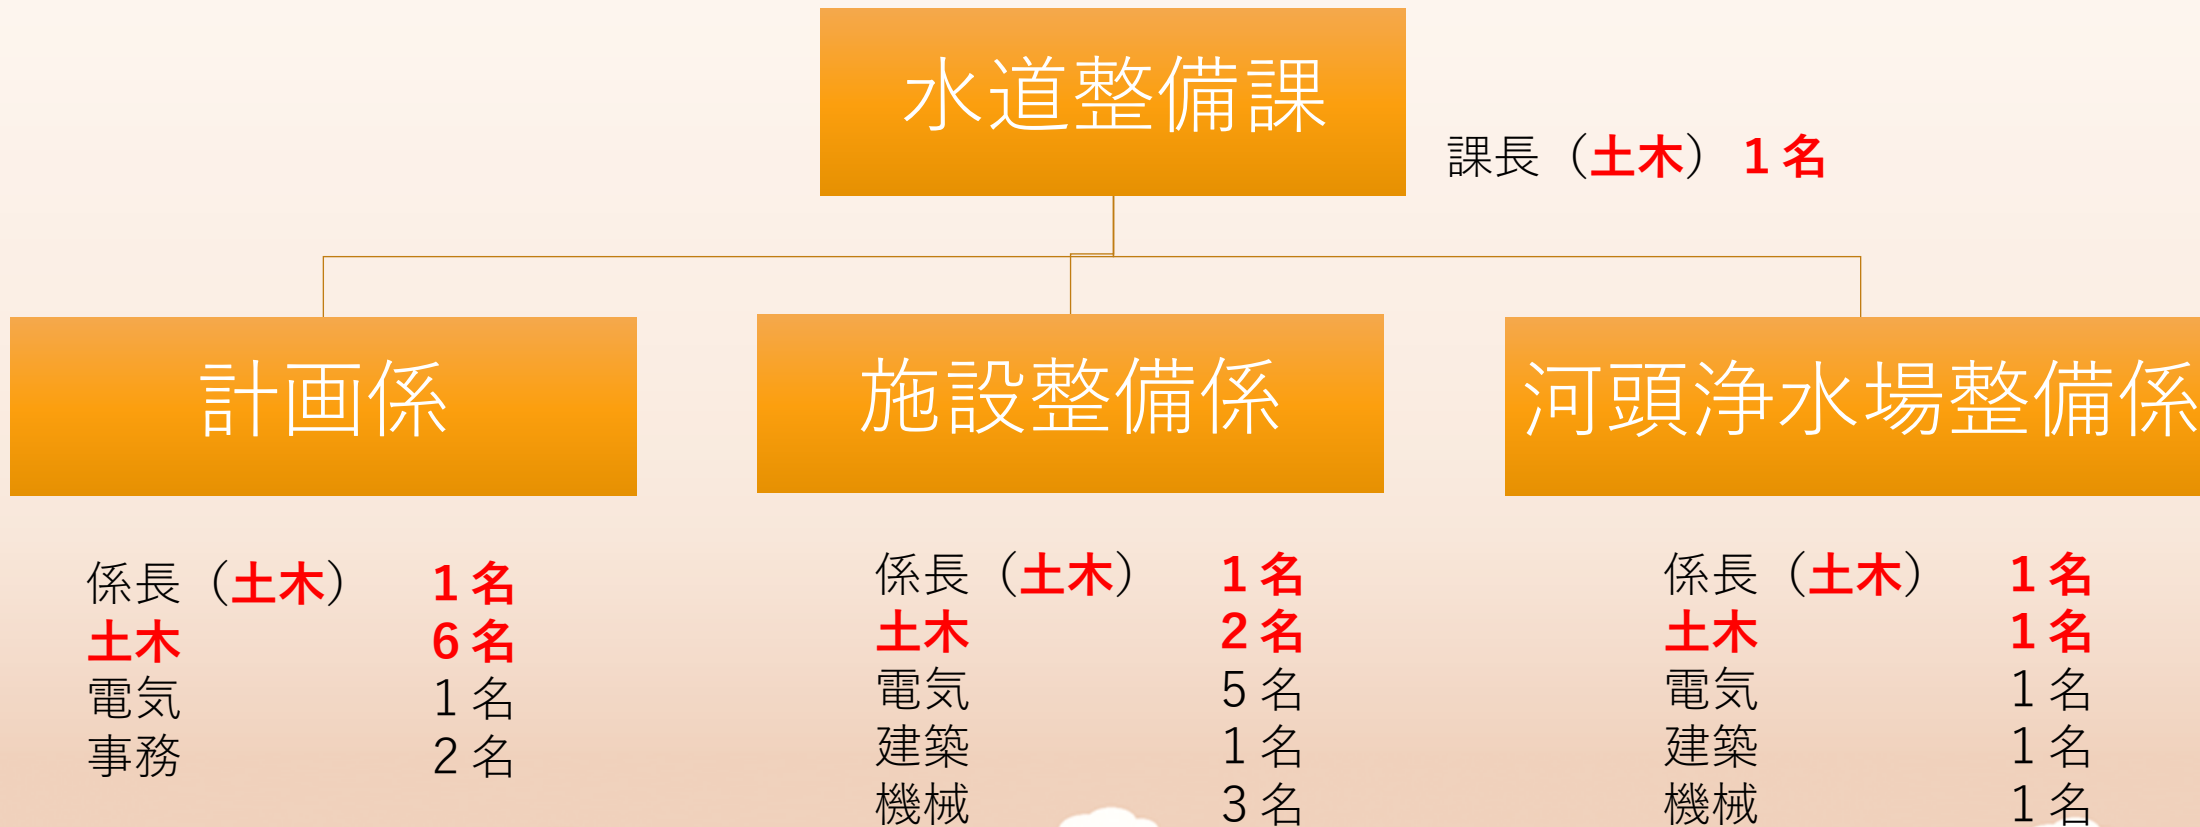 水道整備課
課長（土木）１名
計画係
係長（土木）　１名
土木　６名
電気　１名
事務　２名
施設整備係
係長（土木）　１名
土木　２名
電気　５名
建築　１名
機械　３名
河頭浄水場整備係
係長（土木）　１名
土木　１名
電気　１名
建築　１名
機械　１名